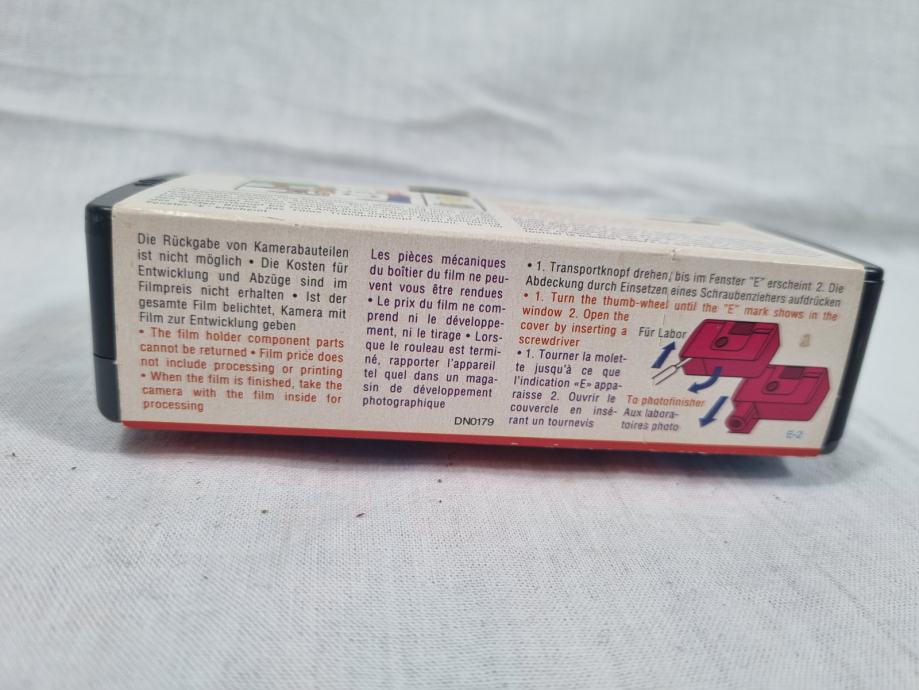 Die Rückgabe von Kamerabauteilen
ist nicht möglich • Die Kosten für
Entwicklung und Abzüge sind im
Filmpreis nicht erhalten • Ist der
gesamte Film belichtet, Kamera mit
Film zur Entwicklung geben
• The film holder component parts
cannot be returned • Film price does
not include processing or printing
• When the film is finished, take the
camera with the film inside for
processing
Les pièces mécaniques
du boîtier du film ne peu-
vent vous être rendues
• Le prix du film ne com-
prend ni le développe-
ment, ni le tirage • Lors-
que le rouleau est termi-
né, rapporter l'appareil
tel quel dans un maga-
sin de développement
photographique
DN0179
• 1. Transportknopf drehen, bis im Fenster "E" erscheint 2. Die
Abdeckung durch Einsetzen eines Schraubenziehers aufdrücken
• 1. Turn the thumb-wheel until the "E" mark shows in the
window 2. Open the
cover by inserting a
screwdriver
• 1. Tourner la molet-
te jusqu'à ce que
l'indication «E» appa-
raisse 2. Ouvrir le
couvercle en insé-
rant un tournevis
Für Labor
To photofinisher
Aux labora-
toires photo
E-2